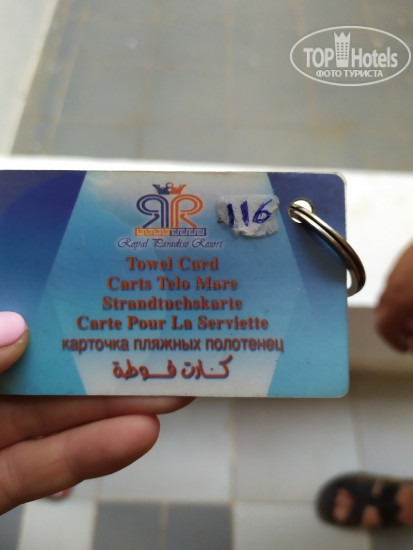 TOP Hotels
ФОТО ТУРИСТА
RR
116
Royal Paradise Resort
Towel Card
Carts Telo Mare
Strandtuchskarte
Carte Pour La Serviette
карточка пляжных полотенец
كارت فوطة